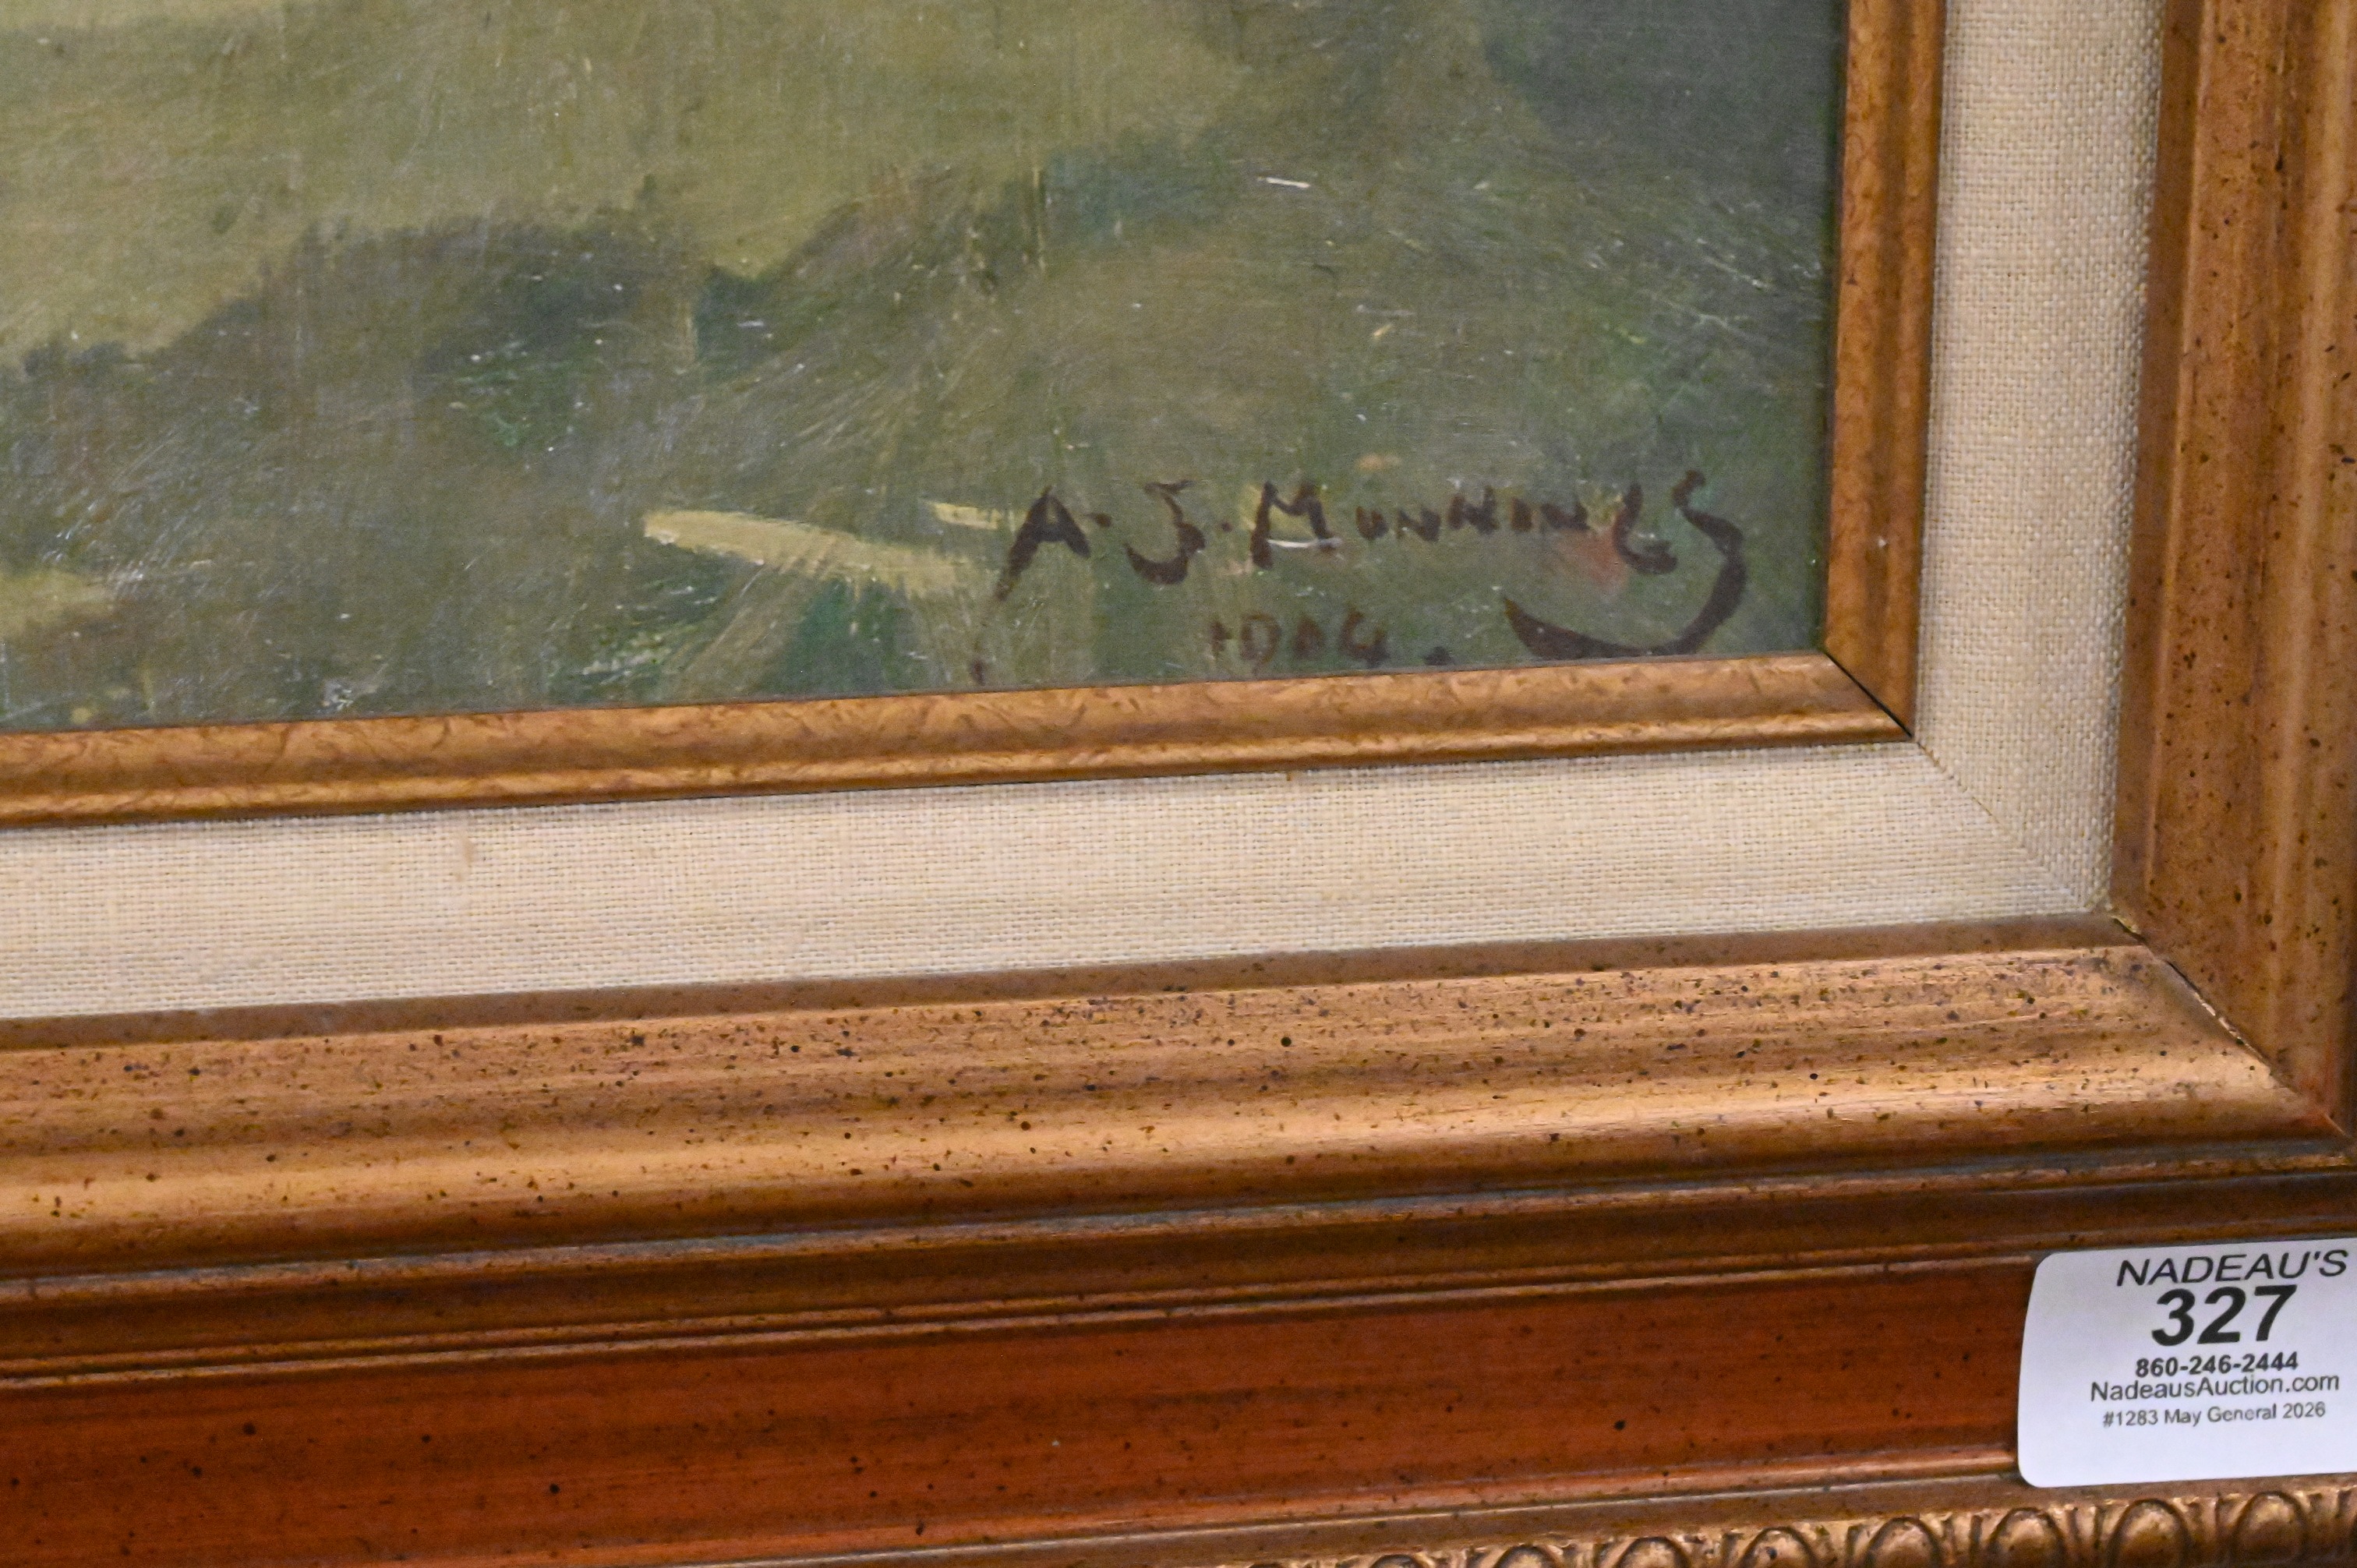 A. J. MUNNINGS
1904.
NADEAU'S
327
860-246-2444
NadeausAuction.com
#1283 May General 2026